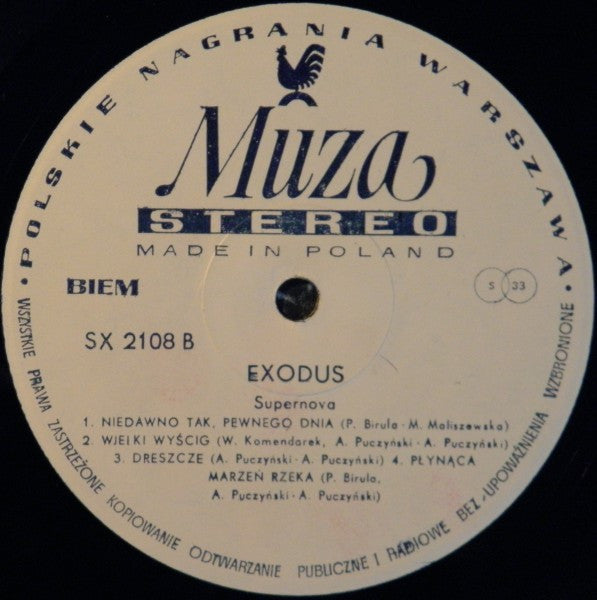 • POLSKIE NAGRANIA WARSZAWA •
Muza
STEREO
MADE IN POLAND
BIEM
S 33
SX 2108 B
EXODUS
Supernova
1. NIEDAWNO TAK, PEWNEGO DNIA (P. Birula - M. Maliszewska)
2. WIELKI WYŚCIG (W. Komendarek, A. Puczyński - A. Puczyński)
3. DRESZCZE (A. Puczyński - A. Puczyński) 4. PŁYNĄCA
MARZEŃ RZEKA (P. Birula,
A. Puczyński - A. Puczyński)
WSZYSTKIE PRAWA ZASTRZEŻONE KOPIOWANIE ODTWARZANIE PUBLICZNE I RADIOWE BEZ UPOWAŻNIENIA WZBRONIONE